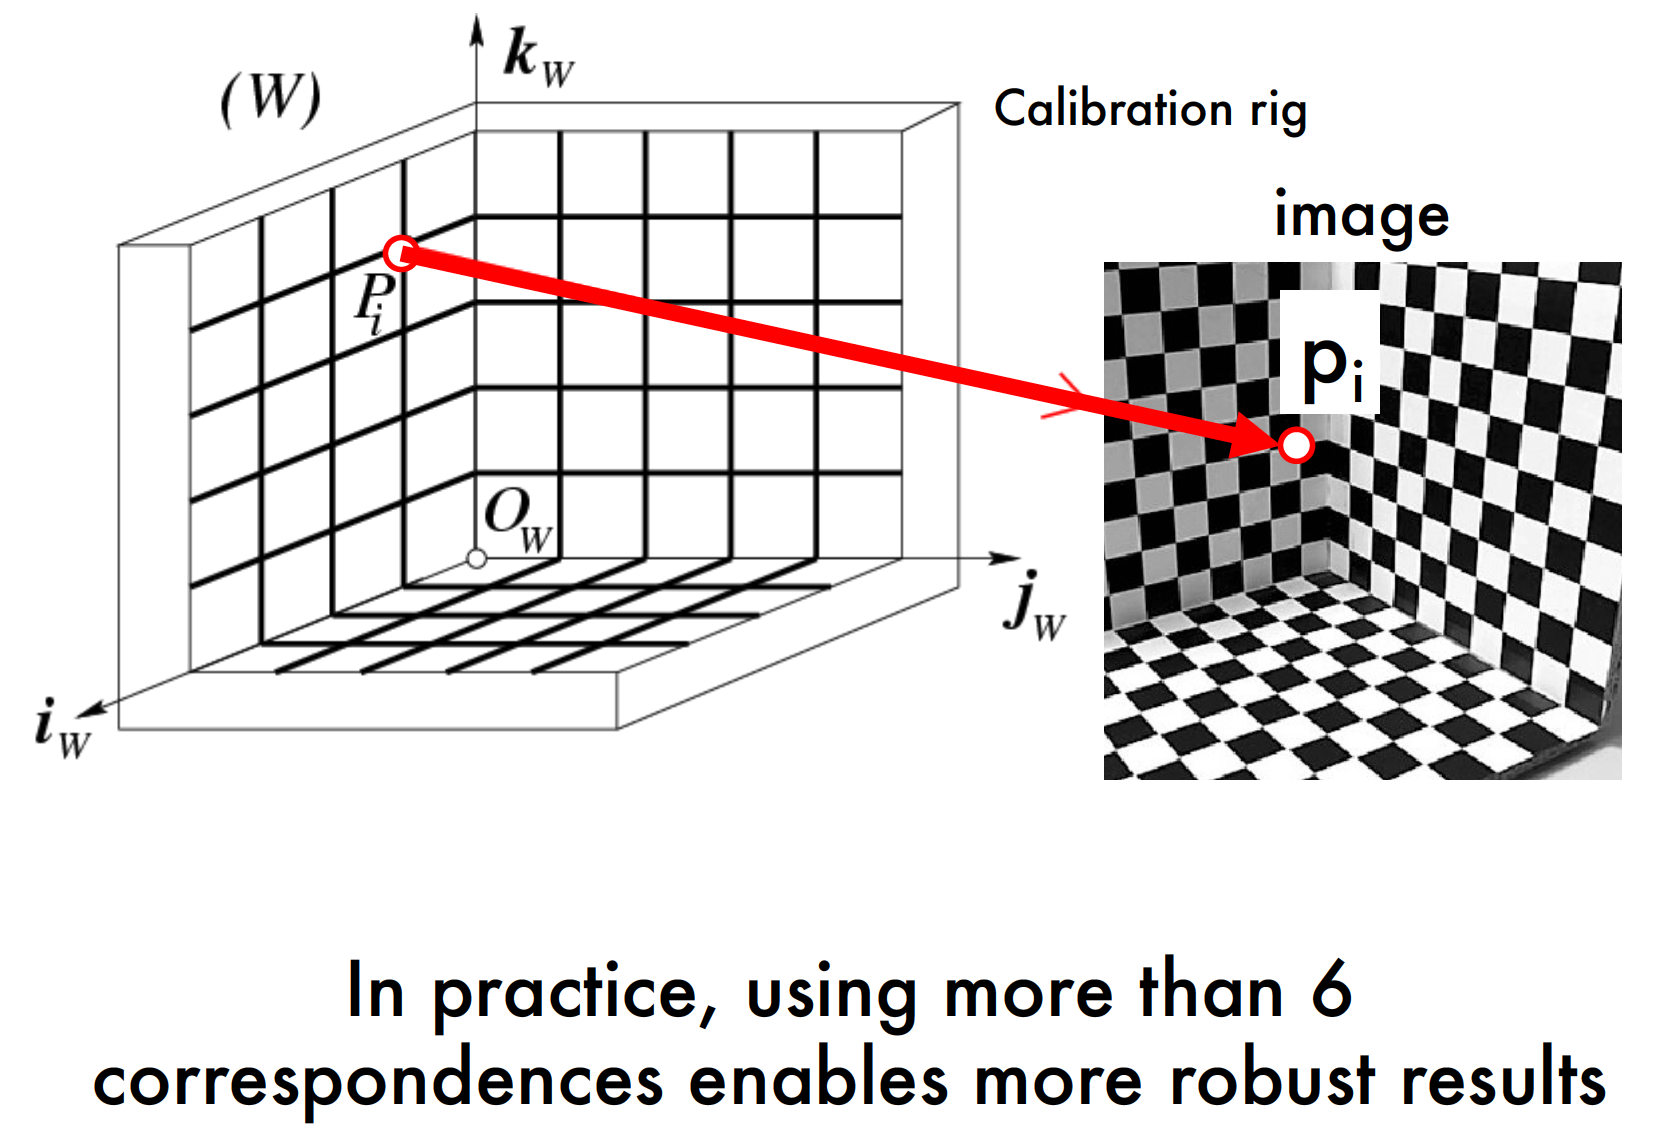 k_W
(W)
Calibration rig
image
P_i
p_i
O_W
j_W
i_W
In practice, using more than 6
correspondences enables more robust results